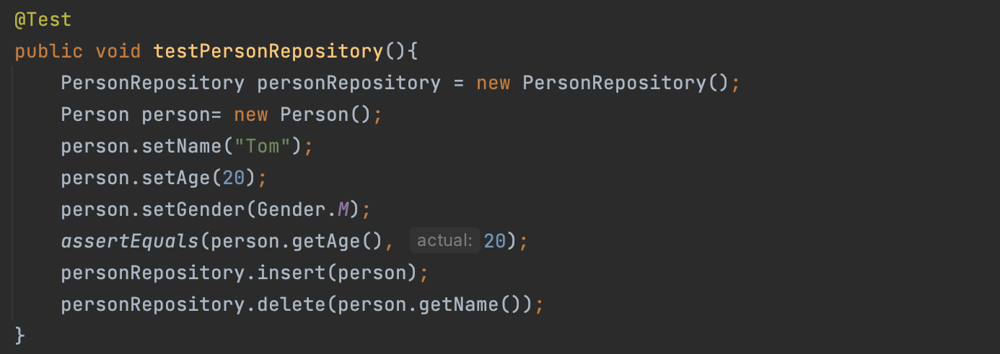 @Test
public void testPersonRepository(){
    PersonRepository personRepository = new PersonRepository();
    Person person= new Person();
    person.setName("Tom");
    person.setAge(20);
    person.setGender(Gender.M);
    assertEquals(person.getAge(), actual: 20);
    personRepository.insert(person);
    personRepository.delete(person.getName());
}